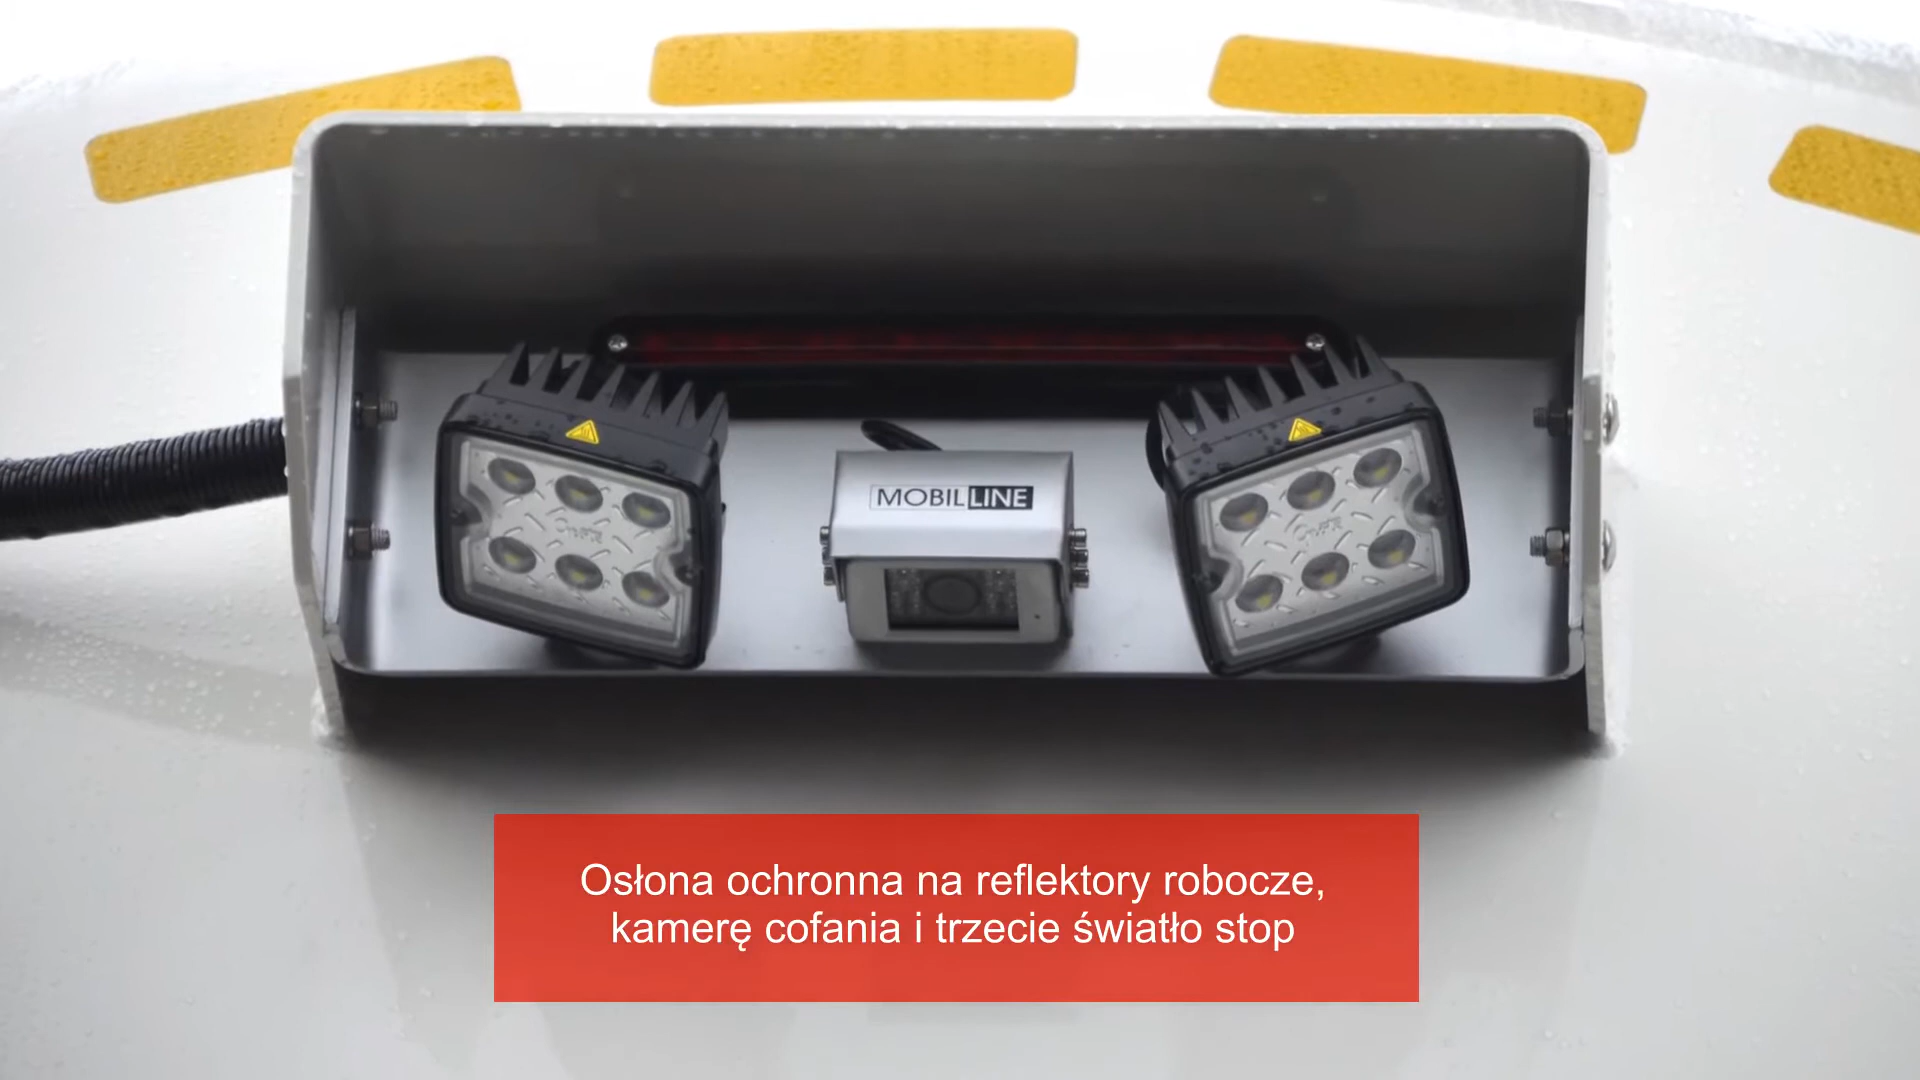 MOBILLINE
Osłona ochronna na reflektory robocze,
kamerę cofania i trzecie światło stop